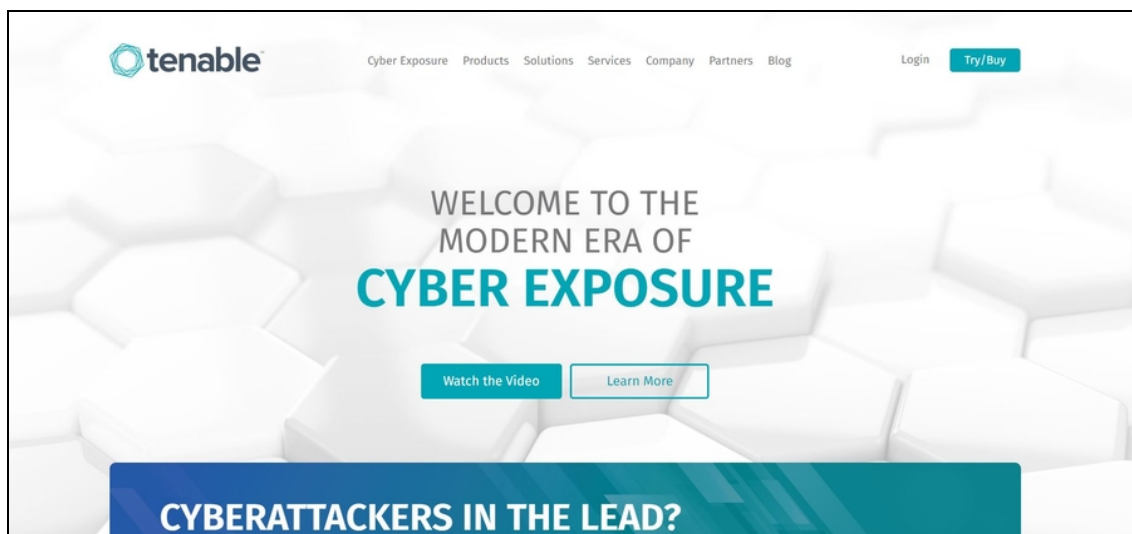 tenable
Cyber Exposure Products Solutions Services Company Partners Blog
Login Try/Buy
WELCOME TO THE
MODERN ERA OF
CYBER EXPOSURE
Watch the Video Learn More
CYBERATTACKERS IN THE LEAD?